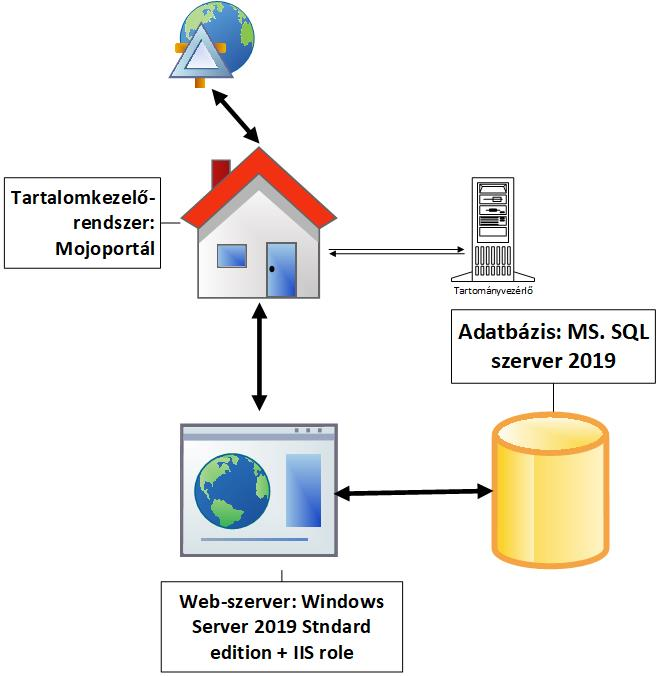 Tartalomkezelő-
rendszer:
Mojoportál
Tartományvezérlő
Adatbázis: MS. SQL
szerver 2019
Web-szerver: Windows
Server 2019 Stndard
edition + IIS role